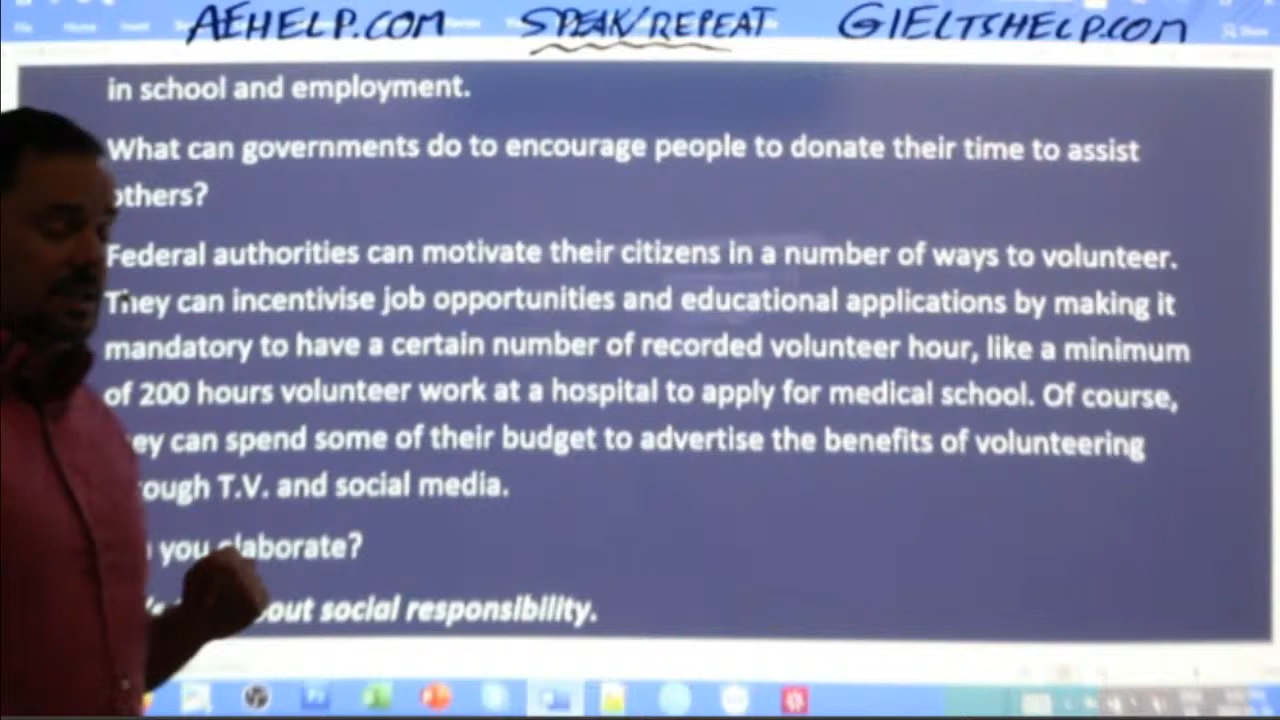 AEHELP.COM SPEAK/REPEAT GIELTSHELP.COM
in school and employment.
What can governments do to encourage people to donate their time to assist
others?
Federal authorities can motivate their citizens in a number of ways to volunteer.
They can incentivise job opportunities and educational applications by making it
mandatory to have a certain number of recorded volunteer hour, like a minimum
of 200 hours volunteer work at a hospital to apply for medical school. Of course,
can spend some of their budget to advertise the benefits of volunteering
T.V. and social media.
you elaborate?
social responsibility.